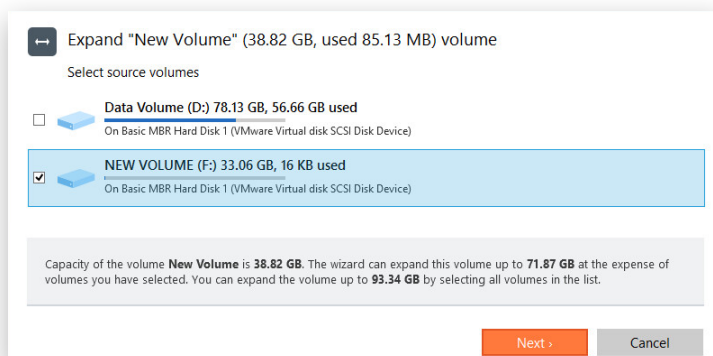 Expand "New Volume" (38.82 GB, used 85.13 MB) volume
Select source volumes
Data Volume (D:) 78.13 GB, 56.66 GB used
On Basic MBR Hard Disk 1 (VMware Virtual disk SCSI Disk Device)
NEW VOLUME (F:) 33.06 GB, 16 KB used
On Basic MBR Hard Disk 1 (VMware Virtual disk SCSI Disk Device)
Capacity of the volume New Volume is 38.82 GB. The wizard can expand this volume up to 71.87 GB at the expense of
volumes you have selected. You can expand the volume up to 93.34 GB by selecting all volumes in the list.
Next ›
Cancel